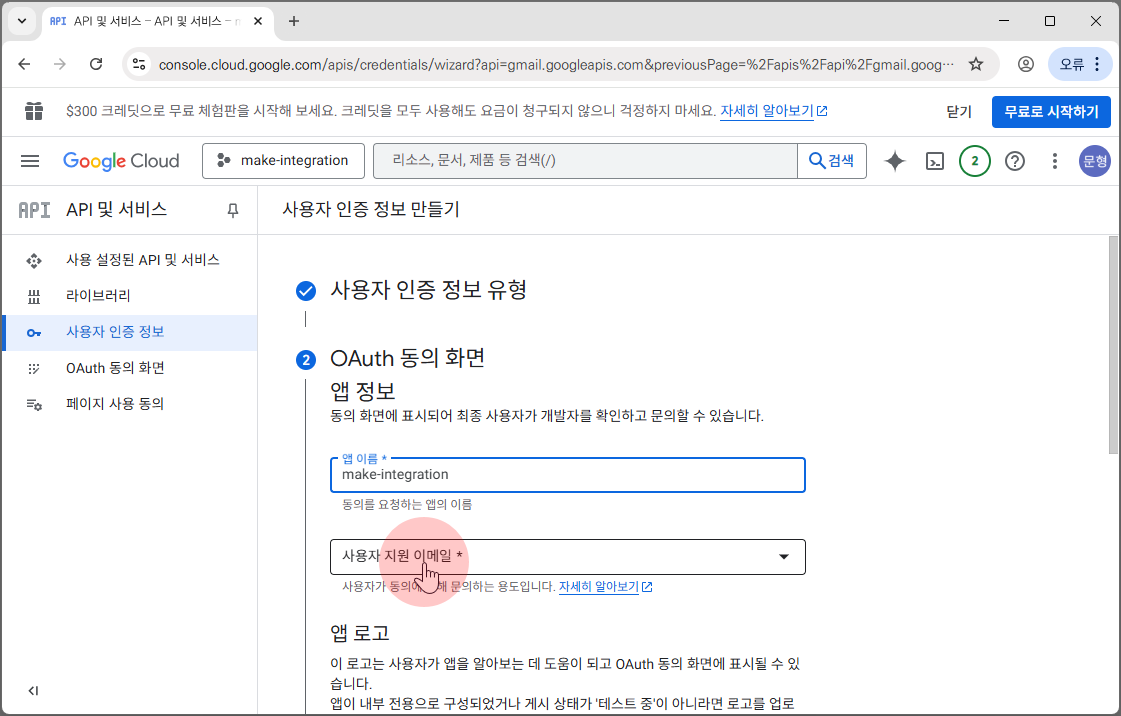 API API 및 서비스 – API 및 서비스 –
console.cloud.google.com/apis/credentials/wizard?api=gmail.googleapis.com&previousPage=%2Fapis%2Fapi%2Fgmail.goog…
오류
$300 크레딧으로 무료 체험판을 시작해 보세요. 크레딧을 모두 사용해도 요금이 청구되지 않으니 걱정하지 마세요. 자세히 알아보기
닫기
무료로 시작하기
Google Cloud
make-integration
리소스, 문서, 제품 등 검색(/)
검색
2
문형
API API 및 서비스
사용자 인증 정보 만들기
사용 설정된 API 및 서비스
라이브러리
사용자 인증 정보
OAuth 동의 화면
페이지 사용 동의
사용자 인증 정보 유형
2 OAuth 동의 화면
앱 정보
동의 화면에 표시되어 최종 사용자가 개발자를 확인하고 문의할 수 있습니다.
앱 이름 *
make-integration
동의를 요청하는 앱의 이름
사용자 지원 이메일 *
사용자가 동의에 해 문의하는 용도입니다. 자세히 알아보기
앱 로고
이 로고는 사용자가 앱을 알아보는 데 도움이 되고 OAuth 동의 화면에 표시될 수 있
습니다.
앱이 내부 전용으로 구성되었거나 게시 상태가 '테스트 중'이 아니라면 로고를 업로